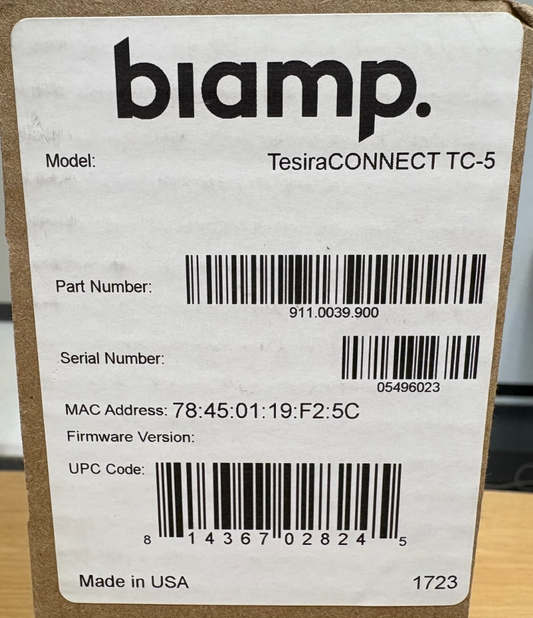 biamp.
Model: TesiraCONNECT TC-5
Part Number:
911.0039.900
Serial Number:
05496023
MAC Address: 78:45:01:19:F2:5C
Firmware Version:
UPC Code:
8 14367 02824 5
Made in USA 1723